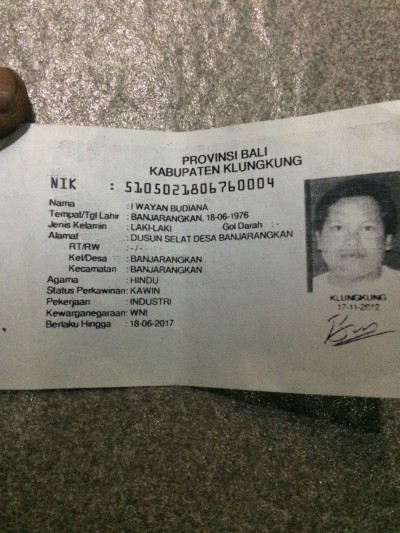 PROVINSI BALI
KABUPATEN KLUNGKUNG
NIK : 5105021806760004
Nama : I WAYAN BUDIANA
Tempat/Tgl Lahir : BANJARANGKAN, 18-06-1976
Jenis Kelamin : LAKI-LAKI Gol Darah : -
Alamat : DUSUN SELAT DESA BANJARANGKAN
RT/RW : -/-
Kel/Desa : BANJARANGKAN
Kecamatan : BANJARANGKAN
Agama : HINDU
Status Perkawinan: KAWIN
Pekerjaan : INDUSTRI
Kewarganegaraan: WNI
Berlaku Hingga : 18-06-2017
KLUNGKUNG
17-11-2012